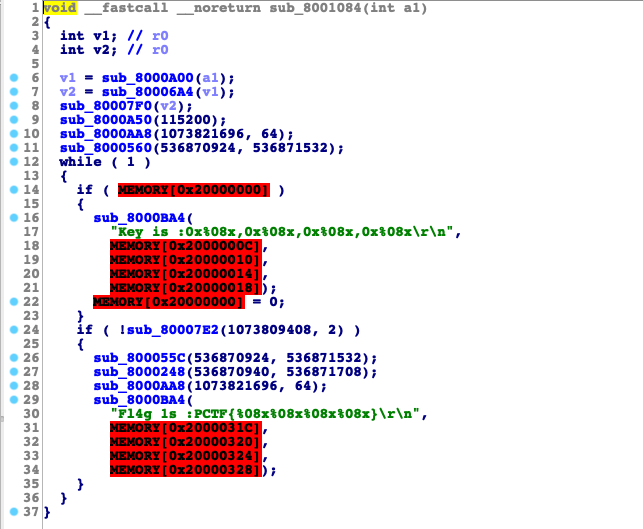 1 void __fastcall __noreturn sub_8001084(int a1)
2 {
3 int v1; // r0
4 int v2; // r0
5
6 v1 = sub_8000A00(a1);
7 v2 = sub_80006A4(v1);
8 sub_80007F0(v2);
9 sub_8000A50(115200);
10 sub_8000AA8(1073821696, 64);
11 sub_8000560(536870924, 536871532);
12 while ( 1 )
13 {
14 if ( MEMORY[0x20000000] )
15 {
16 sub_8000BA4(
17 "Key is :0x%08x,0x%08x,0x%08x,0x%08x\r\n",
18 MEMORY[0x2000000C],
19 MEMORY[0x20000010],
20 MEMORY[0x20000014],
21 MEMORY[0x20000018]);
22 MEMORY[0x20000000] = 0;
23 }
24 if ( !sub_80007E2(1073809408, 2) )
25 {
26 sub_800055C(536870924, 536871532);
27 sub_8000248(536870940, 536871708);
28 sub_8000AA8(1073821696, 64);
29 sub_8000BA4(
30 "Fl4g 1s :PCTF{%08x%08x%08x%08x}\r\n",
31 MEMORY[0x2000031C],
32 MEMORY[0x20000320],
33 MEMORY[0x20000324],
34 MEMORY[0x20000328]);
35 }
36 }
37 }